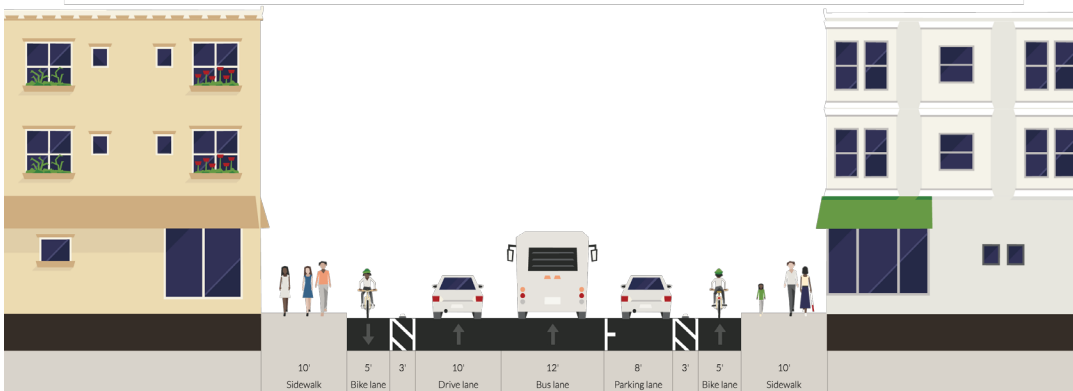 10' 5' 3' 10' 12' 8' 3' 5' 10'
Sidewalk Bike lane Drive lane Bus lane Parking lane Bike lane Sidewalk